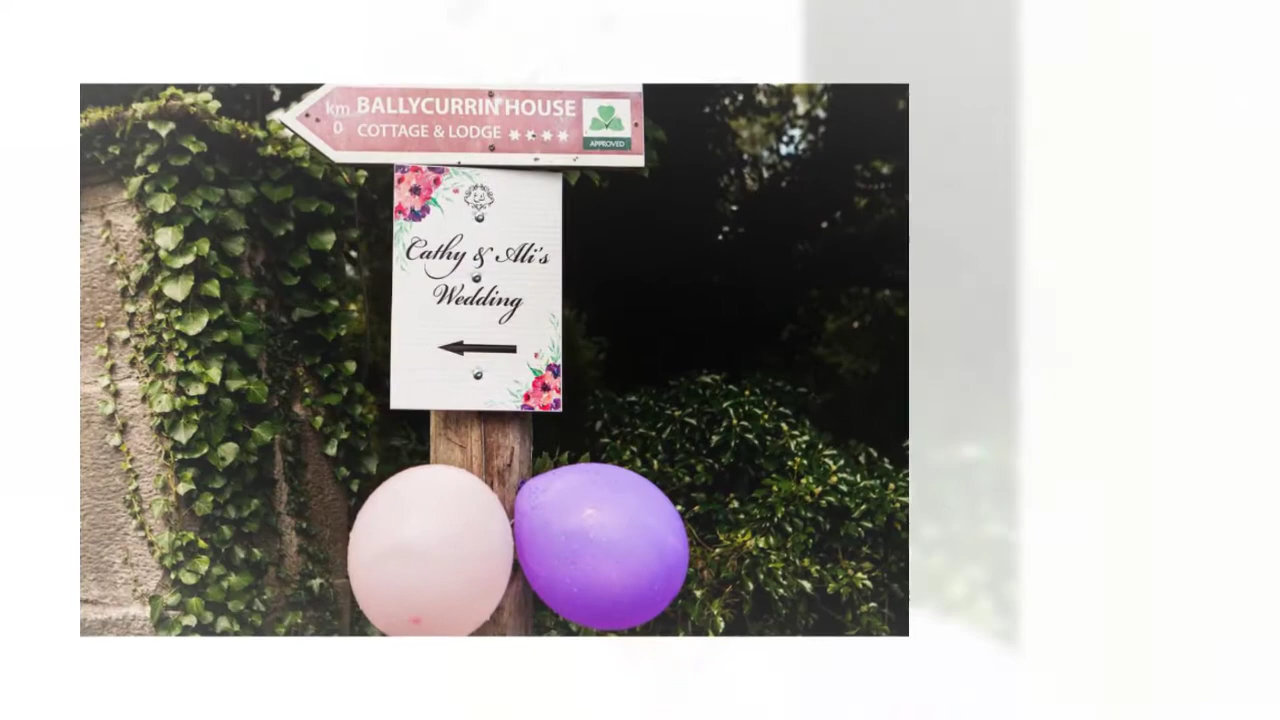 km BALLYCURRIN HOUSE
0 COTTAGE & LODGE ****
APPROVED
Cathy & Ali's
Wedding